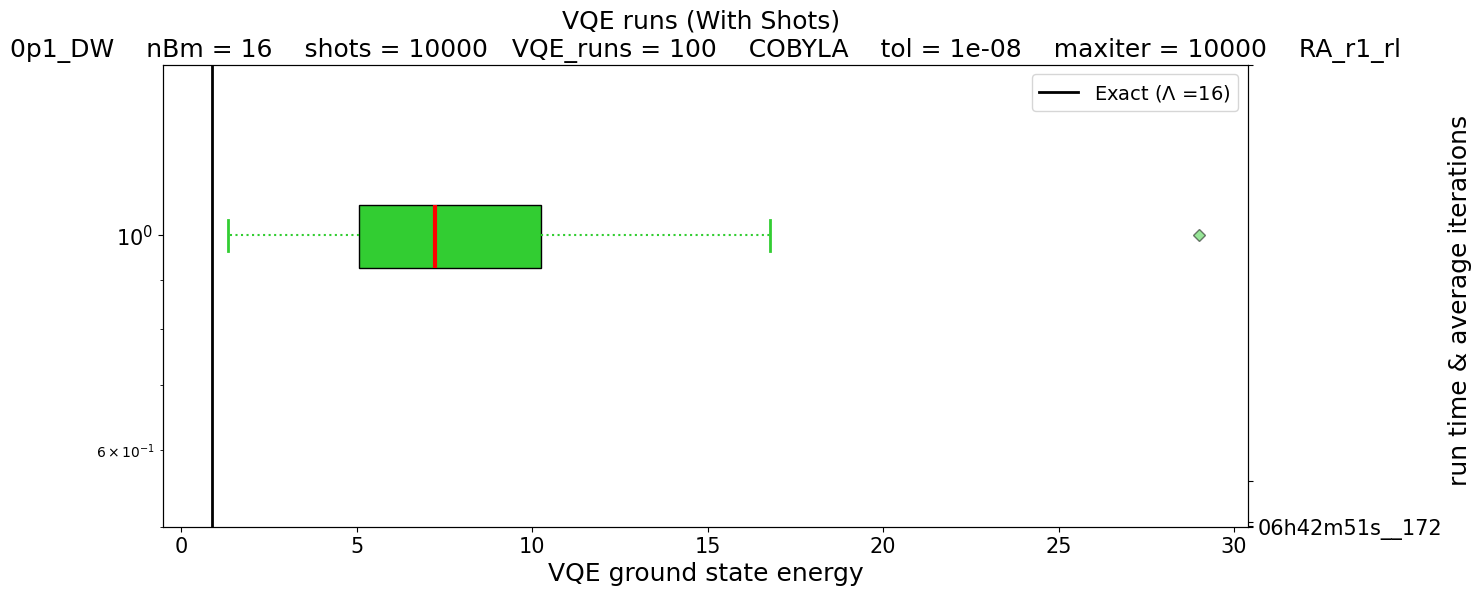 VQE runs (With Shots)
0p1_DW nBm = 16 shots = 10000 VQE_runs = 100 COBYLA tol = 1e-08 maxiter = 10000 RA_r1_rl
Exact (Λ =16)
10⁰
6 × 10⁻¹
0 5 10 15 20 25 30
VQE ground state energy
06h42m51s__172
run time & average iterations